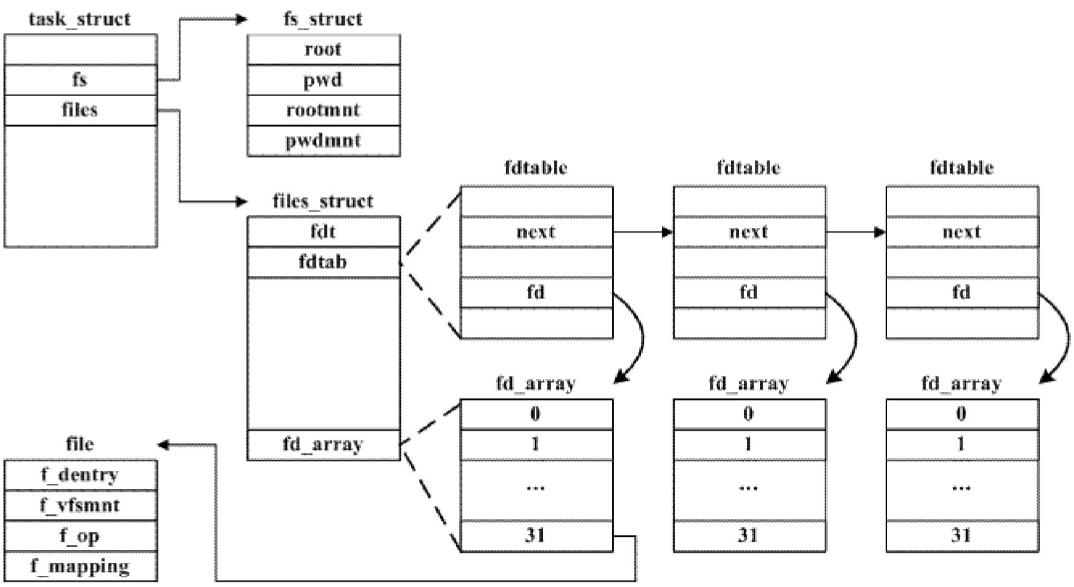 task_struct
fs
files
fs_struct
root
pwd
rootmnt
pwdmnt
files_struct
fdt
fdtab
fd_array
fdtable
next
fd
fdtable
next
fd
fdtable
next
fd
fd_array
0
1
...
31
fd_array
0
1
...
31
fd_array
0
1
...
31
file
f_dentry
f_vfsmnt
f_op
f_mapping